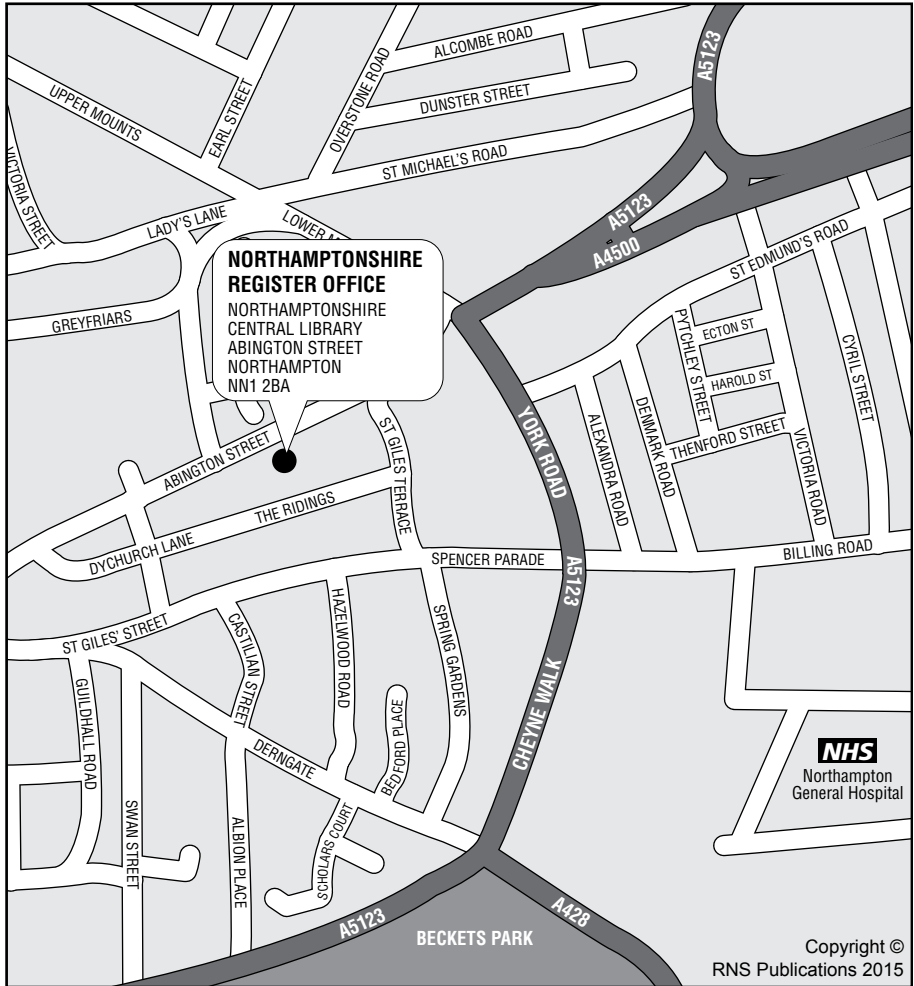 ALCOMBE ROAD
A5123
UPPER MOUNTS
EARL STREET
OVERSTONE ROAD
DUNSTER STREET
VICTORIA STREET
ST MICHAEL'S ROAD
LADY'S LANE
LOWER M
A5123
A4500
ST EDMUND'S ROAD
NORTHAMPTONSHIRE
REGISTER OFFICE
NORTHAMPTONSHIRE
CENTRAL LIBRARY
ABINGTON STREET
NORTHAMPTON
NN1 2BA
GREYFRIARS
PYTCHLEY STREET
ECTON ST
HAROLD ST
CYRIL STREET
ABINGTON STREET
ST GILES TERRACE
YORK ROAD
ALEXANDRA ROAD
DENMARK ROAD
THENFORD STREET
VICTORIA ROAD
THE RIDINGS
DYCHURCH LANE
SPENCER PARADE
A5123
BILLING ROAD
ST GILES' STREET
CASTILIAN STREET
HAZELWOOD ROAD
SPRING GARDENS
GUILDHALL ROAD
DERNGATE
BEDFORD PLACE
CHEYNE WALK
NHS
Northampton
General Hospital
SWAN STREET
ALBION PLACE
SCHOLARS COURT
A5123
A428
BECKETS PARK
Copyright ©
RNS Publications 2015